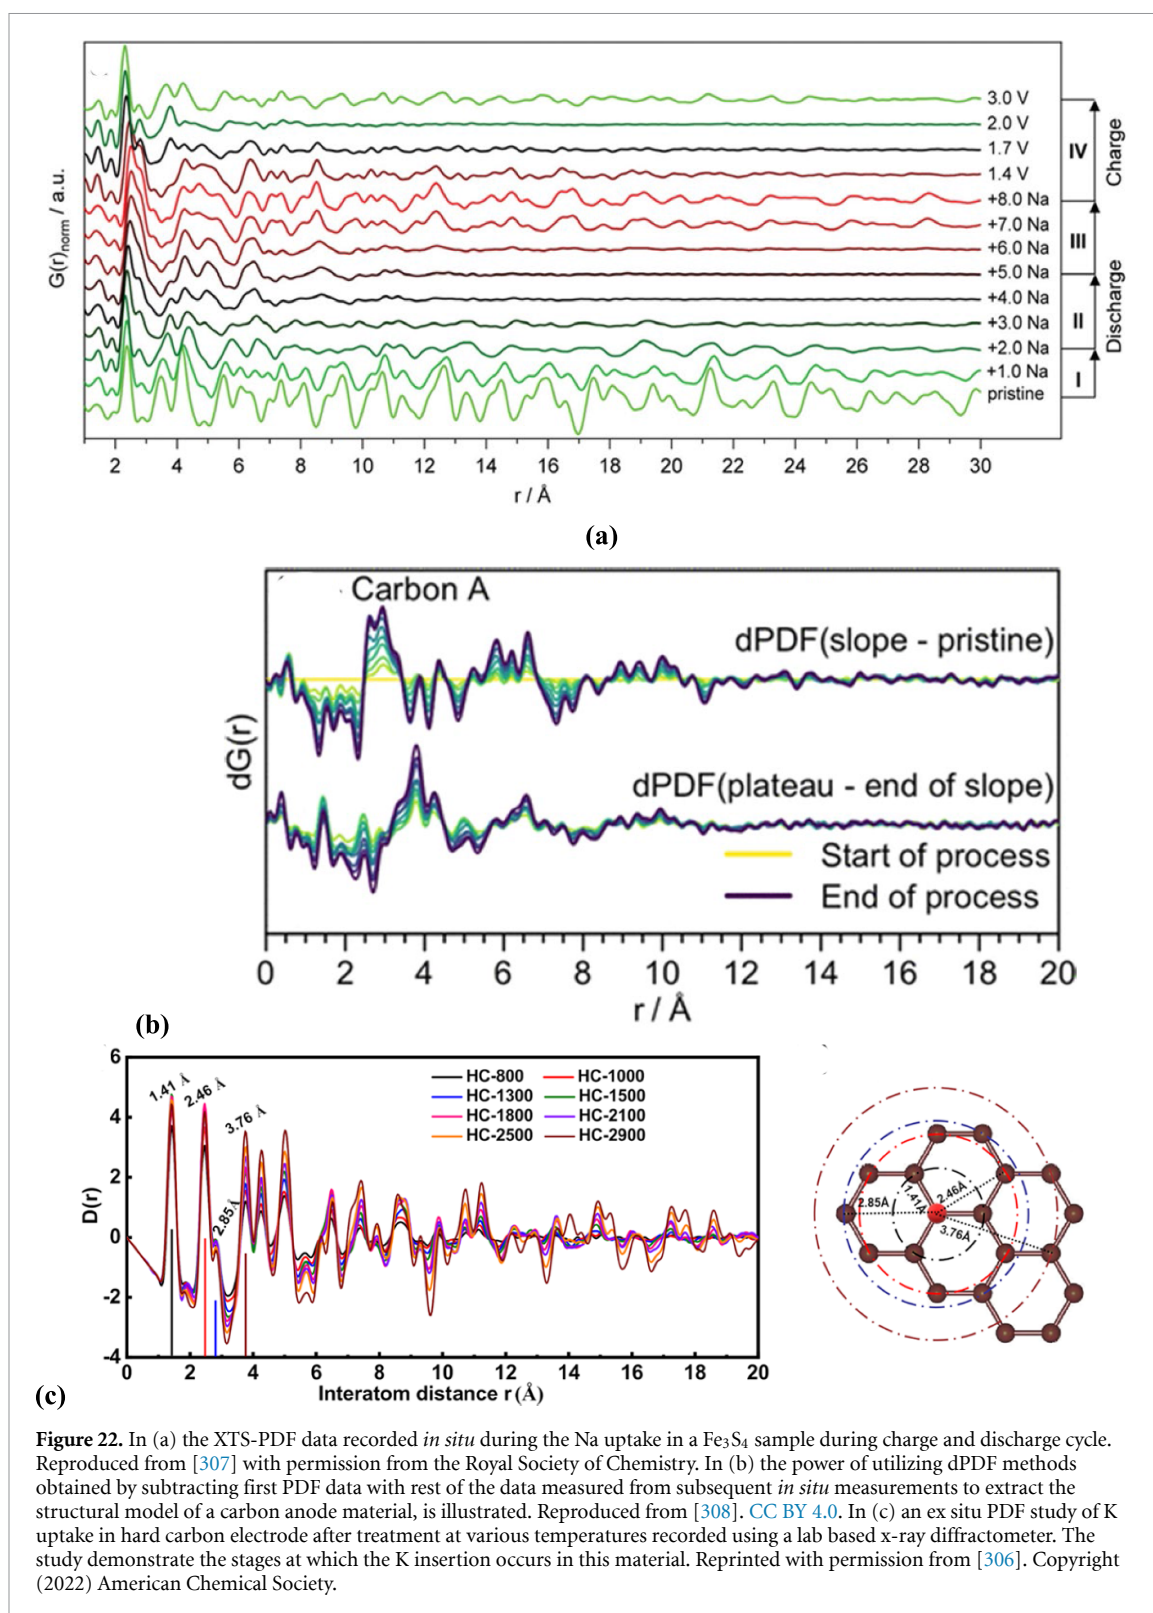 3.0 V
2.0 V
1.7 V
1.4 V
+8.0 Na
+7.0 Na
+6.0 Na
+5.0 Na
+4.0 Na
+3.0 Na
+2.0 Na
+1.0 Na
pristine
IV
III
II
I
Charge
Discharge
G(r)norm / a.u.
2 4 6 8 10 12 14 16 18 20 22 24 26 28 30
r / Å
(a)
Carbon A
dPDF(slope - pristine)
dG(r)
dPDF(plateau - end of slope)
Start of process
End of process
0 2 4 6 8 10 12 14 16 18 20
r / Å
(b)
6
4
2
0
-2
-4
D(r)
1.41 Å
2.46 Å
2.85Å
3.76 Å
HC-800 HC-1000
HC-1300 HC-1500
HC-1800 HC-2100
HC-2500 HC-2900
0 2 4 6 8 10 12 14 16 18 20
Interatom distance r (Å)
2.85Å
1.41Å
2.46Å
3.76Å
(c)
Figure 22. In (a) the XTS-PDF data recorded in situ during the Na uptake in a Fe₃S₄ sample during charge and discharge cycle.
Reproduced from [307] with permission from the Royal Society of Chemistry. In (b) the power of utilizing dPDF methods
obtained by subtracting first PDF data with rest of the data measured from subsequent in situ measurements to extract the
structural model of a carbon anode material, is illustrated. Reproduced from [308]. CC BY 4.0. In (c) an ex situ PDF study of K
uptake in hard carbon electrode after treatment at various temperatures recorded using a lab based x-ray diffractometer. The
study demonstrate the stages at which the K insertion occurs in this material. Reprinted with permission from [306]. Copyright
(2022) American Chemical Society.